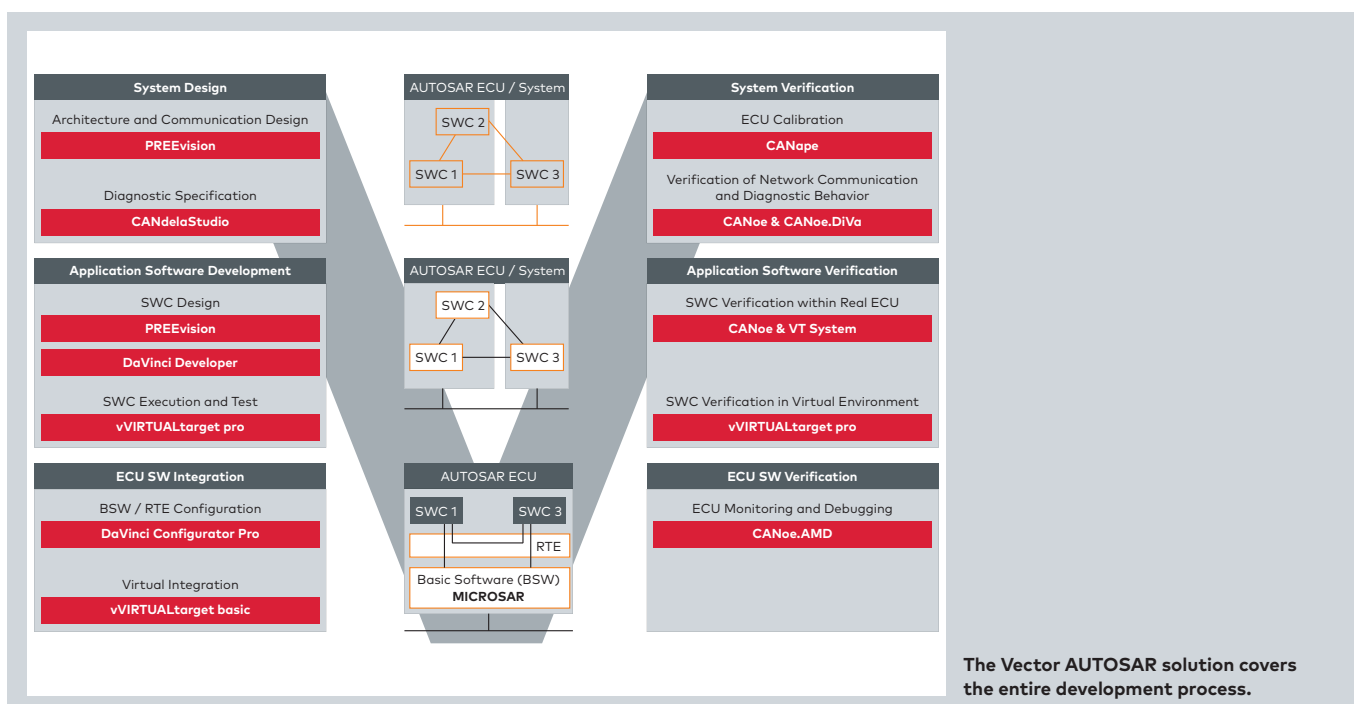 System Design
Architecture and Communication Design
PREEvision
Diagnostic Specification
CANdelaStudio
Application Software Development
SWC Design
PREEvision
DaVinci Developer
SWC Execution and Test
vVIRTUALtarget pro
ECU SW Integration
BSW / RTE Configuration
DaVinci Configurator Pro
Virtual Integration
vVIRTUALtarget basic
AUTOSAR ECU / System
SWC 2
SWC 1
SWC 3
AUTOSAR ECU / System
SWC 2
SWC 1
SWC 3
AUTOSAR ECU
SWC 1
SWC 3
RTE
Basic Software (BSW)
MICROSAR
System Verification
ECU Calibration
CANape
Verification of Network Communication
and Diagnostic Behavior
CANoe & CANoe.DiVa
Application Software Verification
SWC Verification within Real ECU
CANoe & VT System
SWC Verification in Virtual Environment
vVIRTUALtarget pro
ECU SW Verification
ECU Monitoring and Debugging
CANoe.AMD
The Vector AUTOSAR solution covers
the entire development process.